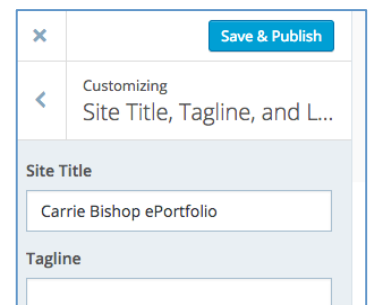 Save & Publish
Customizing
Site Title, Tagline, and L...
Site Title
Carrie Bishop ePortfolio
Tagline